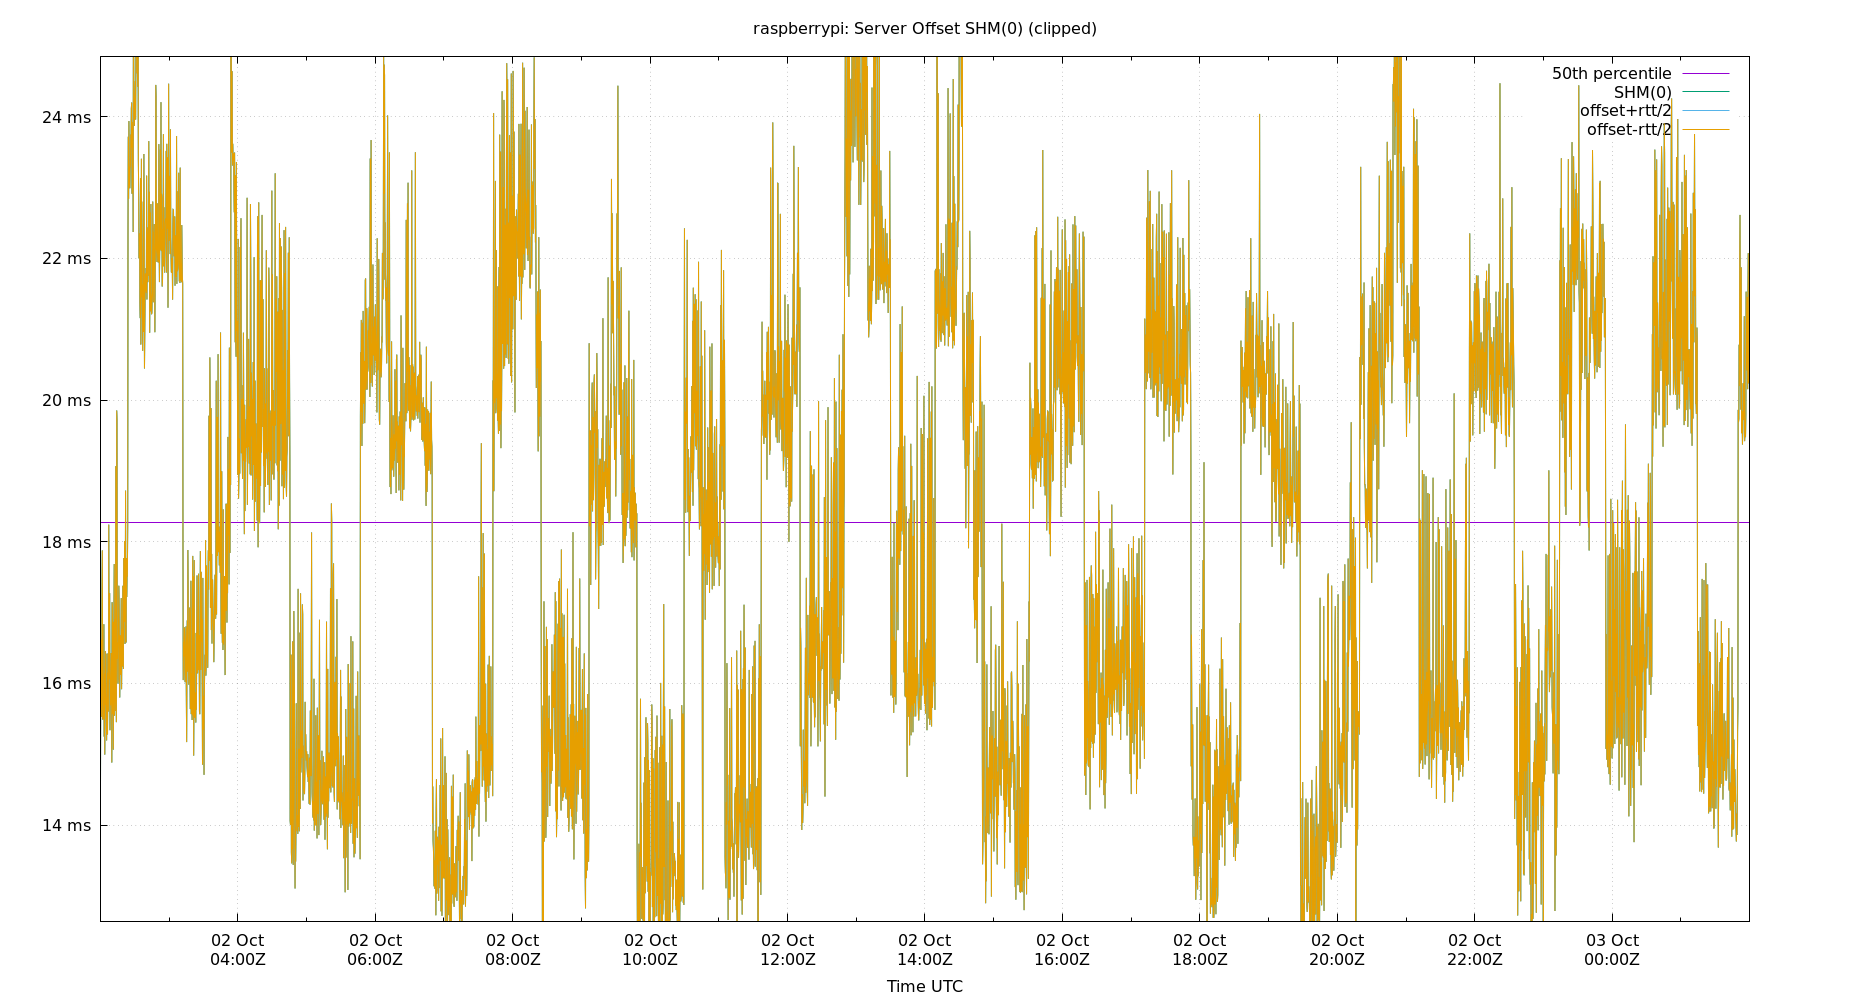 raspberrypi: Server Offset SHM(0) (clipped)
50th percentile
SHM(0)
offset+rtt/2
offset-rtt/2
24 ms
22 ms
20 ms
18 ms
16 ms
14 ms
02 Oct 02 Oct 02 Oct 02 Oct 02 Oct 02 Oct 02 Oct 02 Oct 02 Oct 02 Oct 03 Oct
04:00Z 06:00Z 08:00Z 10:00Z 12:00Z 14:00Z 16:00Z 18:00Z 20:00Z 22:00Z 00:00Z
Time UTC